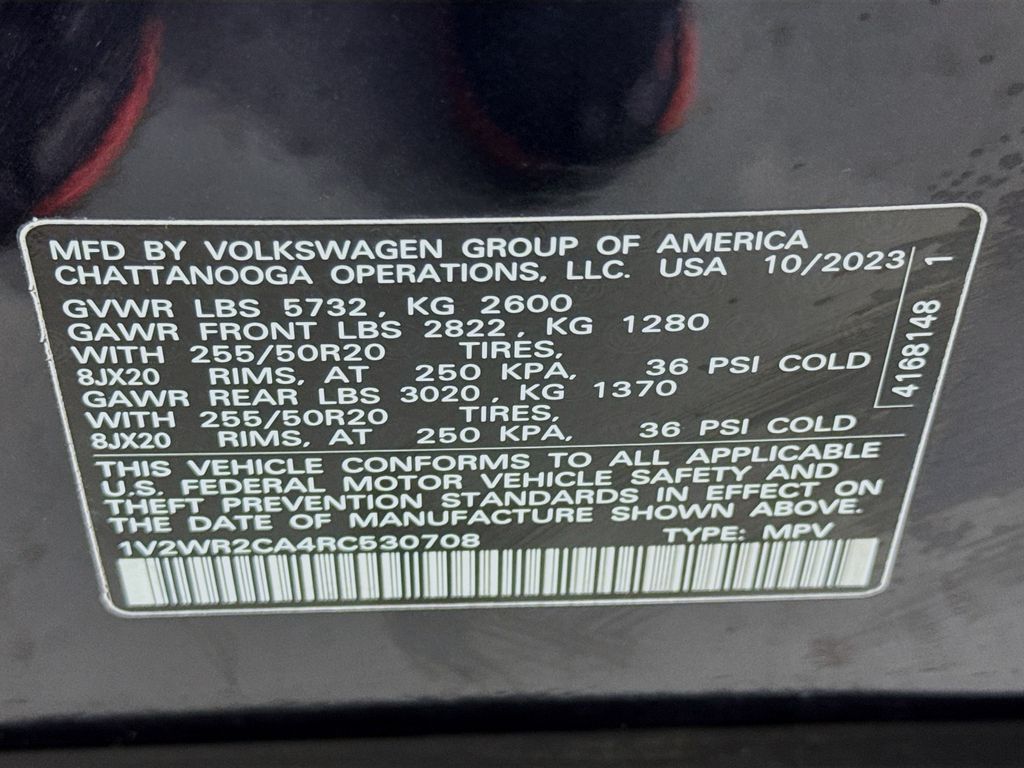 MFD BY VOLKSWAGEN GROUP OF AMERICA
CHATTANOOGA OPERATIONS, LLC. USA 10/2023
GVWR LBS 5732, KG 2600
GAWR FRONT LBS 2822, KG 1280
WITH 255/50R20 TIRES,
8JX20 RIMS, AT 250 KPA, 36 PSI COLD
GAWR REAR LBS 3020, KG 1370
WITH 255/50R20 TIRES,
8JX20 RIMS, AT 250 KPA, 36 PSI COLD
4168148 1
THIS VEHICLE CONFORMS TO ALL APPLICABLE
U.S. FEDERAL MOTOR VEHICLE SAFETY AND
THEFT PREVENTION STANDARDS IN EFFECT ON
THE DATE OF MANUFACTURE SHOWN ABOVE.
1V2WR2CA4RC530708 TYPE: MPV